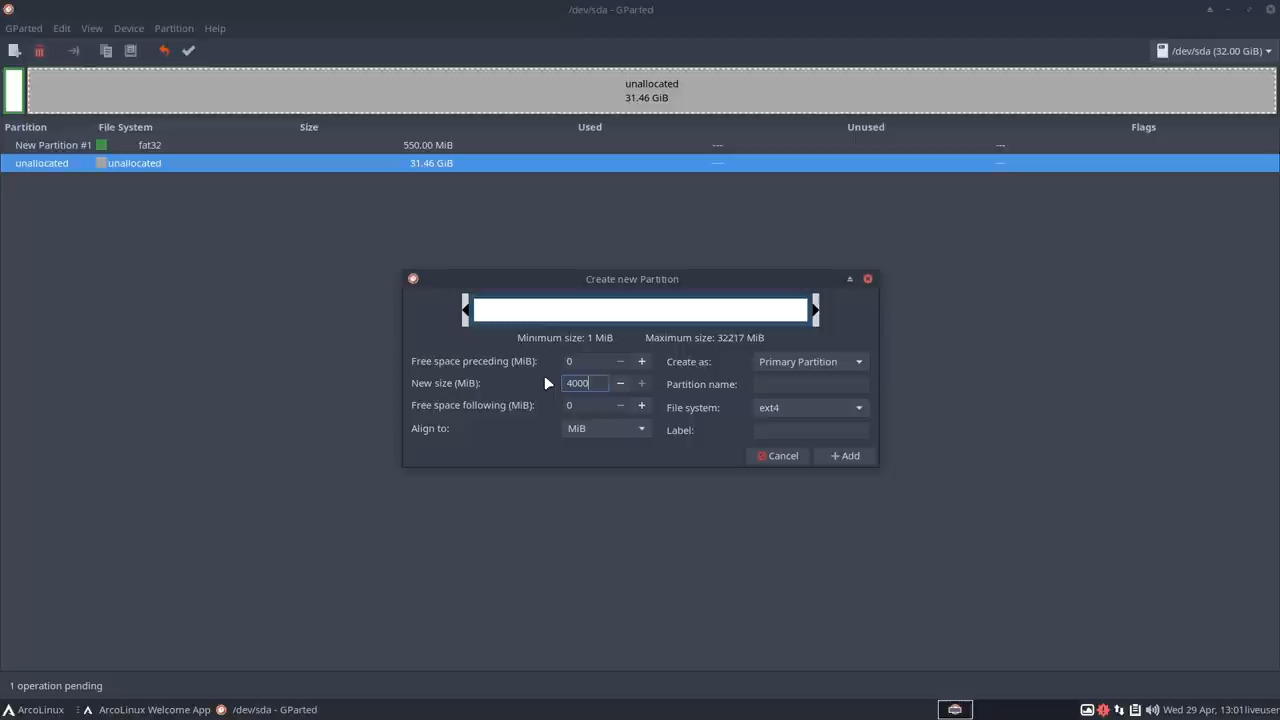 /dev/sda - GParted
GParted Edit View Device Partition Help
/dev/sda (32.00 GiB)
unallocated
31.46 GiB
Partition File System Size Used Unused Flags
New Partition #1 fat32 550.00 MiB --- ---
unallocated unallocated 31.46 GiB --- ---
Create new Partition
Minimum size: 1 MiB Maximum size: 32217 MiB
Free space preceding (MiB): 0 Create as: Primary Partition
New size (MiB): 4000 Partition name:
Free space following (MiB): 0 File system: ext4
Align to: MiB Label:
Cancel Add
1 operation pending
ArcoLinux ArcoLinux Welcome App /dev/sda - GParted Wed 29 Apr, 13:01 liveuser